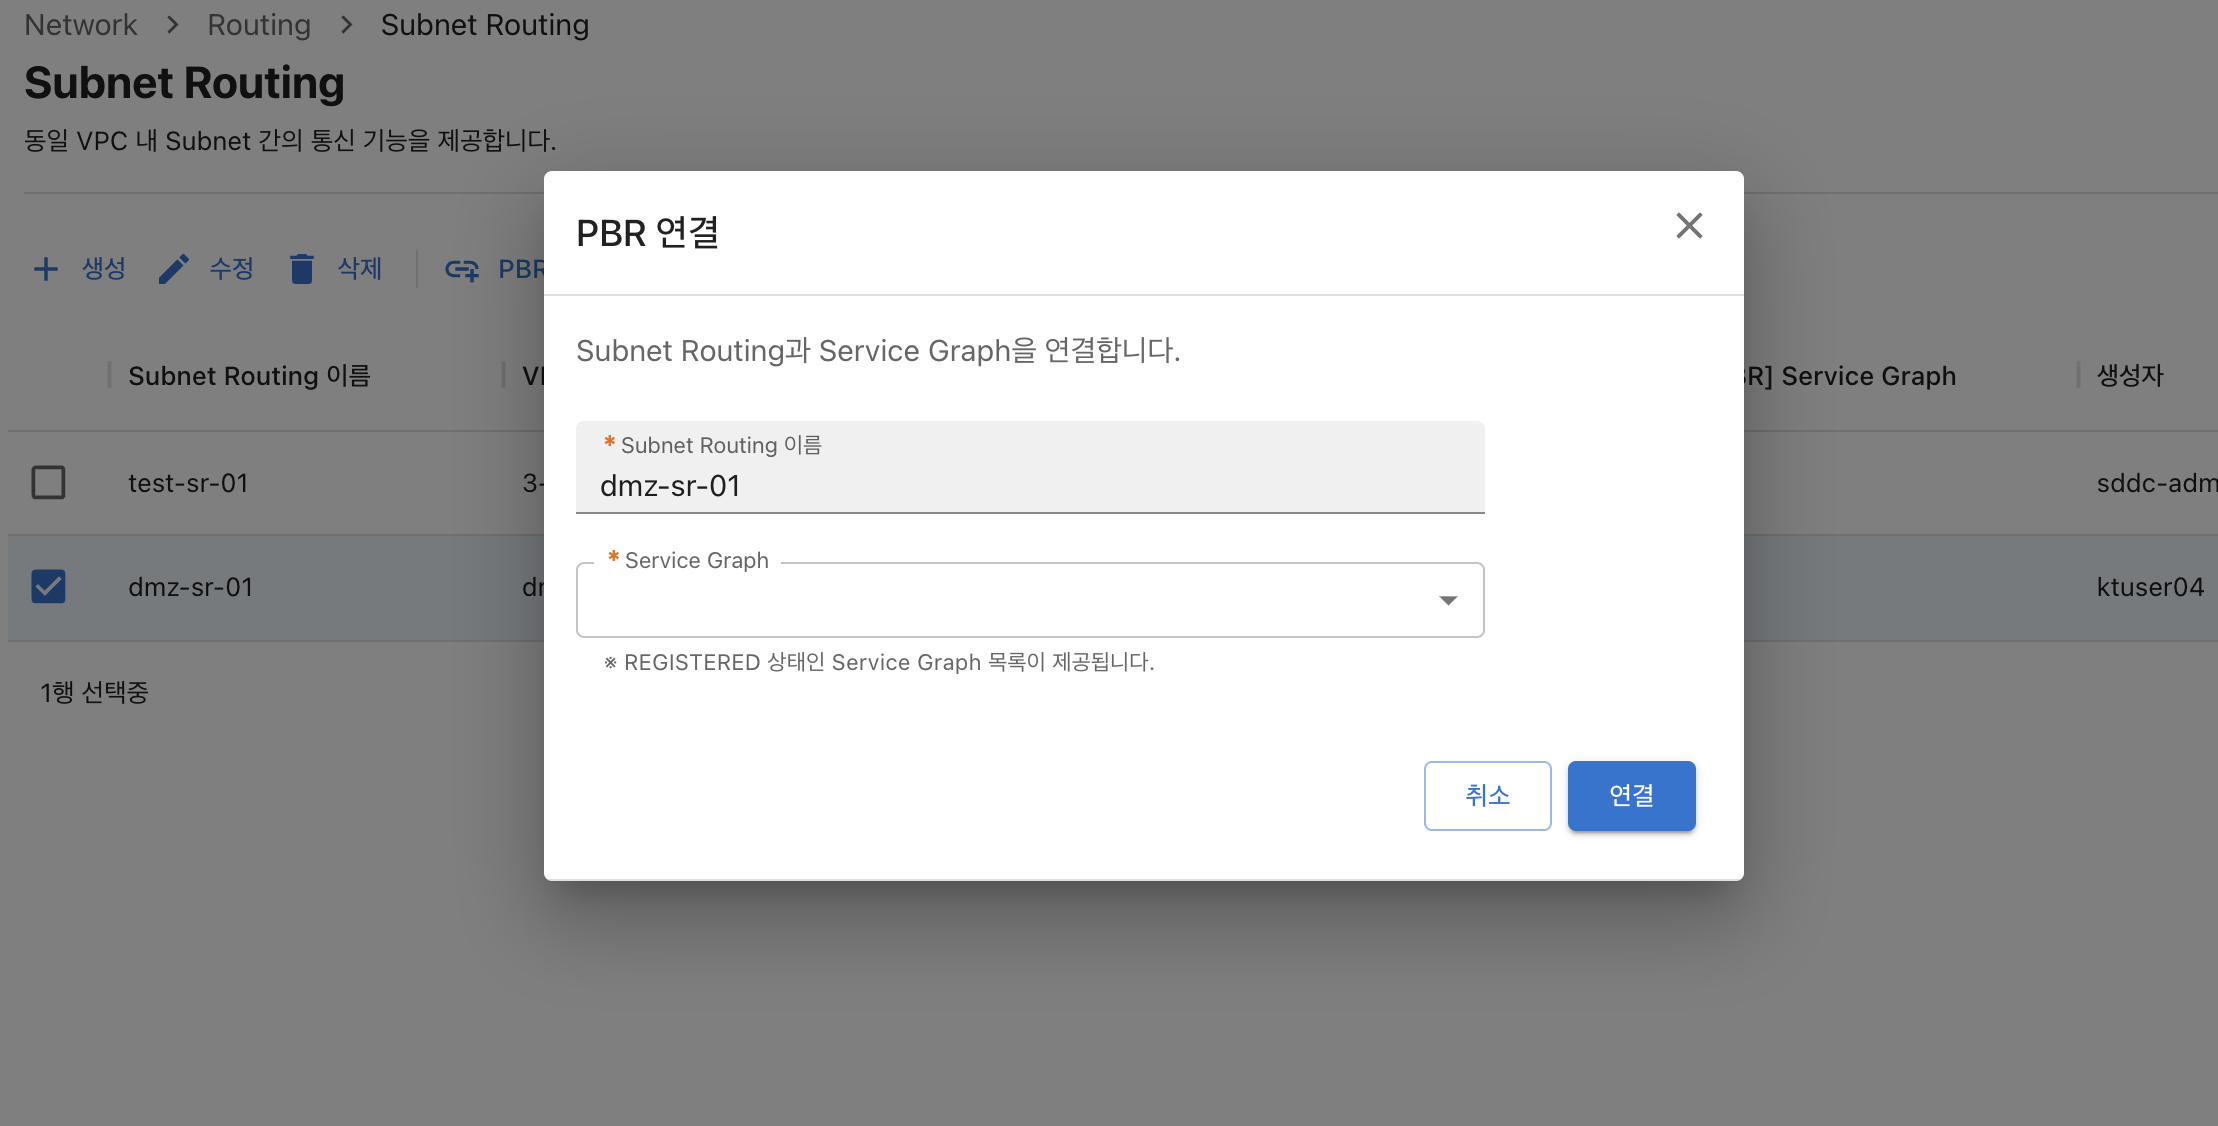 Network > Routing > Subnet Routing
Subnet Routing
동일 VPC 내 Subnet 간의 통신 기능을 제공합니다.
생성 수정 삭제 PBR
Subnet Routing 이름 Service Graph 생성자
test-sr-01 3-
dmz-sr-01 ktuser04
1행 선택중
PBR 연결
Subnet Routing과 Service Graph을 연결합니다.
* Subnet Routing 이름
dmz-sr-01
* Service Graph
※ REGISTERED 상태인 Service Graph 목록이 제공됩니다.
취소 연결